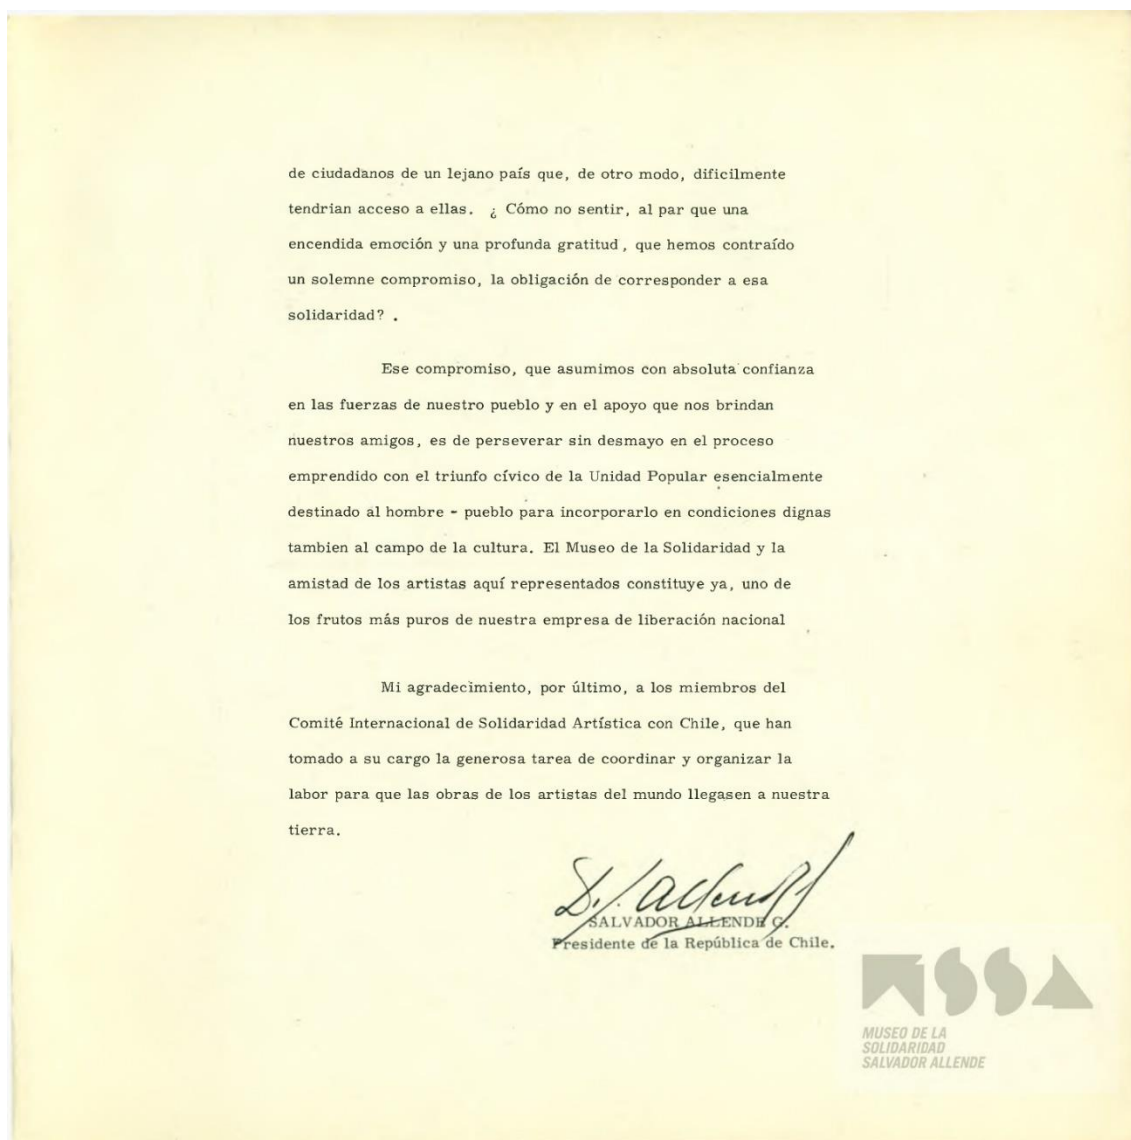 de ciudadanos de un lejano país que, de otro modo, dificilmente
tendrian acceso a ellas. ¿ Cómo no sentir, al par que una
encendida emoción y una profunda gratitud, que hemos contraído
un solemne compromiso, la obligación de corresponder a esa
solidaridad? .
Ese compromiso, que asumimos con absoluta confianza
en las fuerzas de nuestro pueblo y en el apoyo que nos brindan
nuestros amigos, es de perseverar sin desmayo en el proceso
emprendido con el triunfo cívico de la Unidad Popular esencialmente
destinado al hombre - pueblo para incorporarlo en condiciones dignas
tambien al campo de la cultura. El Museo de la Solidaridad y la
amistad de los artistas aquí representados constituye ya, uno de
los frutos más puros de nuestra empresa de liberación nacional
Mi agradecimiento, por último, a los miembros del
Comité Internacional de Solidaridad Artística con Chile, que han
tomado a su cargo la generosa tarea de coordinar y organizar la
labor para que las obras de los artistas del mundo llegasen a nuestra
tierra.
S. Allende G
SALVADOR ALLENDE G.
Presidente de la República de Chile.
MSSA
MUSEO DE LA
SOLIDARIDAD
SALVADOR ALLENDE